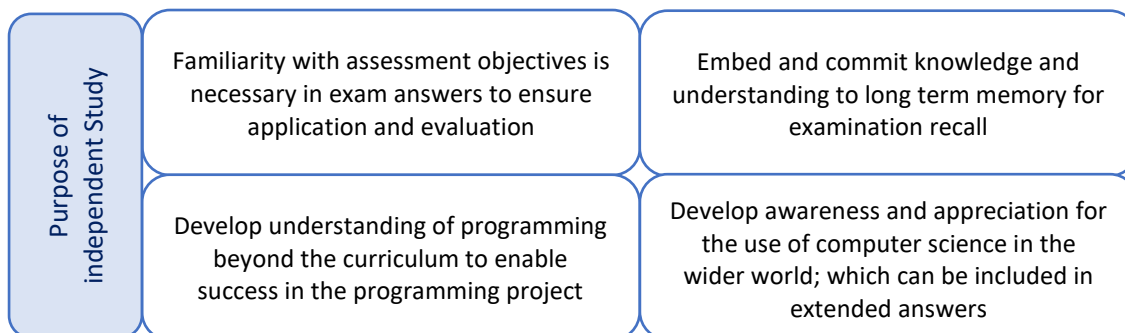 Purpose of
independent Study
Familiarity with assessment objectives is
necessary in exam answers to ensure
application and evaluation
Embed and commit knowledge and
understanding to long term memory for
examination recall
Develop understanding of programming
beyond the curriculum to enable
success in the programming project
Develop awareness and appreciation for
the use of computer science in the
wider world; which can be included in
extended answers